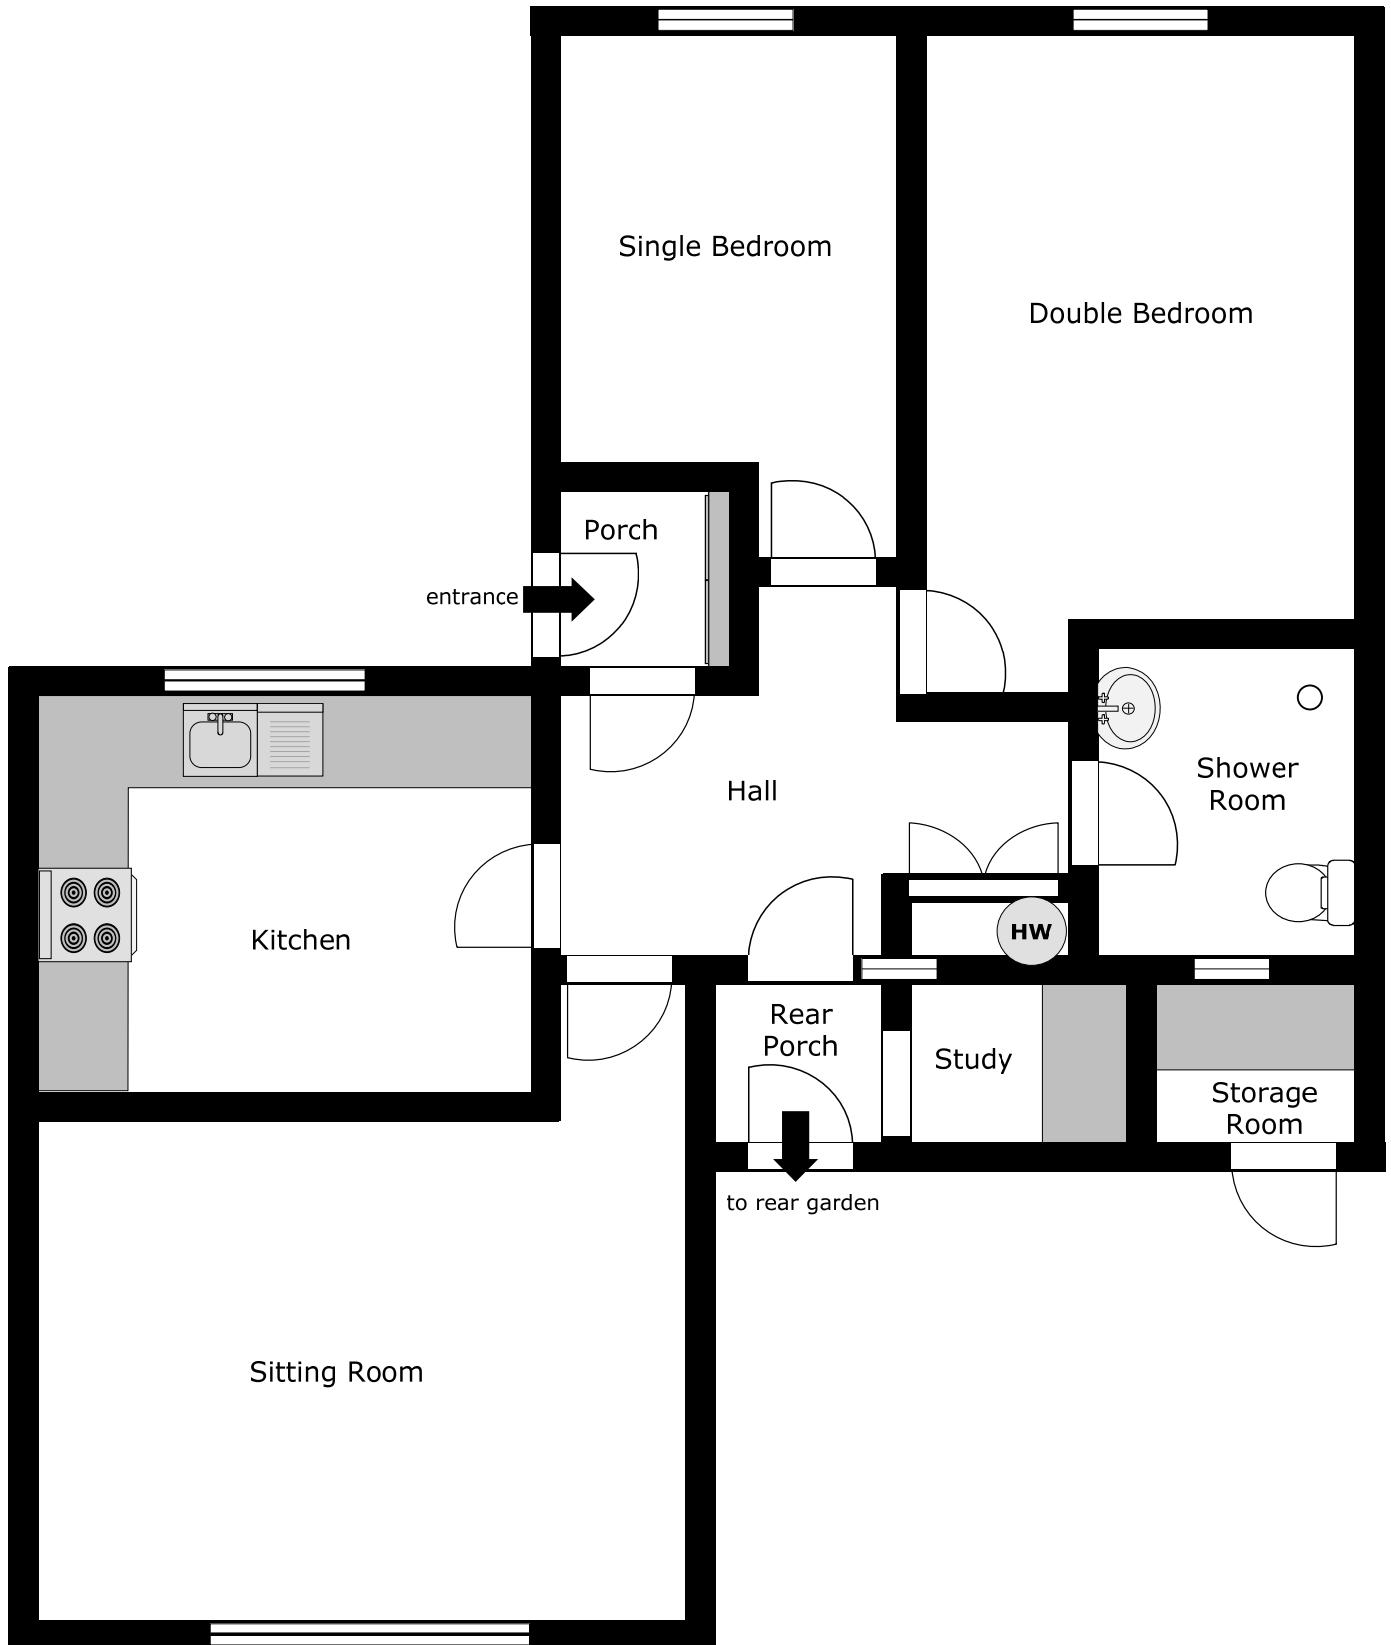 Single Bedroom
Double Bedroom
Porch
entrance
Shower
Room
Hall
Kitchen
HW
Rear
Porch
Study
Storage
Room
to rear garden
Sitting Room